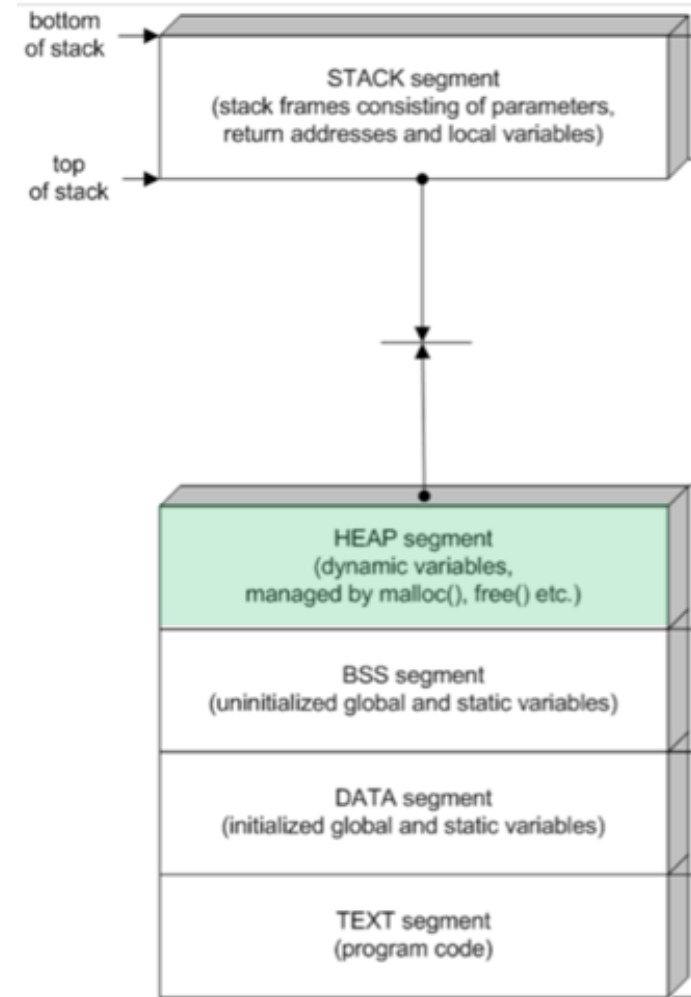 bottom
of stack
STACK segment
(stack frames consisting of parameters,
return addresses and local variables)
top
of stack
HEAP segment
(dynamic variables,
managed by malloc(), free() etc.)
BSS segment
(uninitialized global and static variables)
DATA segment
(initialized global and static variables)
TEXT segment
(program code)